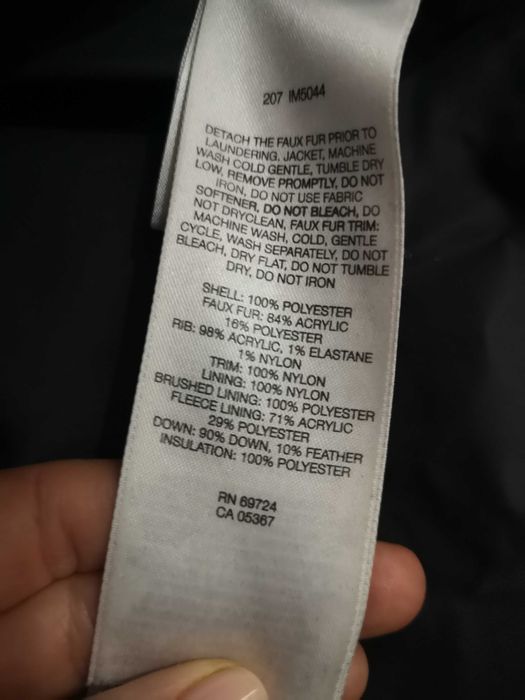 207 IM5044
DETACH THE FAUX FUR PRIOR TO
LAUNDERING. JACKET, MACHINE
WASH COLD GENTLE, TUMBLE DRY
LOW, REMOVE PROMPTLY, DO NOT
IRON, DO NOT USE FABRIC
SOFTENER, DO NOT BLEACH, DO
NOT DRYCLEAN, FAUX FUR TRIM:
MACHINE WASH, COLD, GENTLE
CYCLE, WASH SEPARATELY, DO NOT
BLEACH, DRY FLAT, DO NOT TUMBLE
DRY, DO NOT IRON
SHELL: 100% POLYESTER
FAUX FUR: 84% ACRYLIC
16% POLYESTER
RIB: 98% ACRYLIC, 1% ELASTANE
1% NYLON
TRIM: 100% NYLON
LINING: 100% NYLON
BRUSHED LINING: 100% POLYESTER
FLEECE LINING: 71% ACRYLIC
29% POLYESTER
DOWN: 90% DOWN, 10% FEATHER
INSULATION: 100% POLYESTER
RN 69724
CA 05367